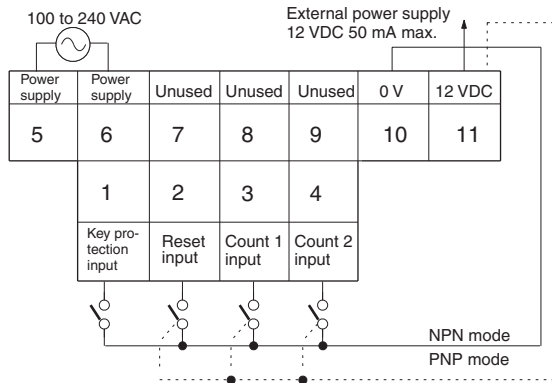 100 to 240 VAC
External power supply
12 VDC 50 mA max.
Power supply
Power supply
Unused
Unused
Unused
0 V
12 VDC
5
6
7
8
9
10
11
1
2
3
4
Key pro-
tection
input
Reset
input
Count 1
input
Count 2
input
NPN mode
PNP mode